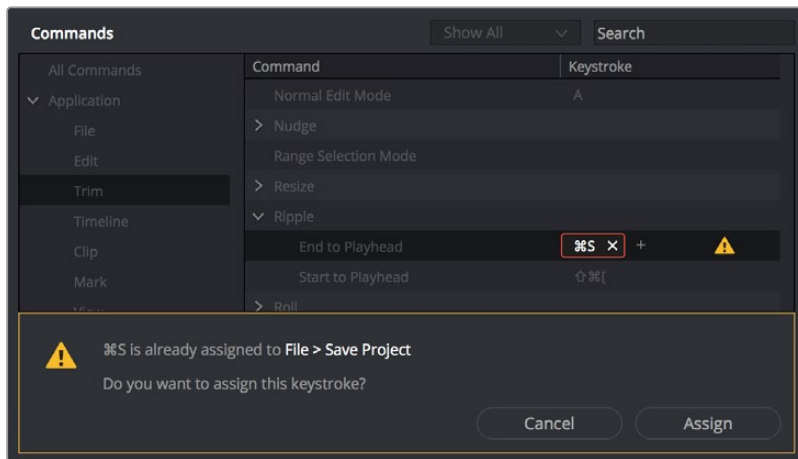 Commands
Show All
Search
All Commands
Command
Keystroke
Application
Normal Edit Mode
A
File
Nudge
Edit
Range Selection Mode
Trim
Resize
Timeline
Ripple
Clip
End to Playhead
⌘S ✕ +
Mark
Start to Playhead
⇧⌘[
View
Roll
⌘S is already assigned to File > Save Project
Do you want to assign this keystroke?
Cancel
Assign